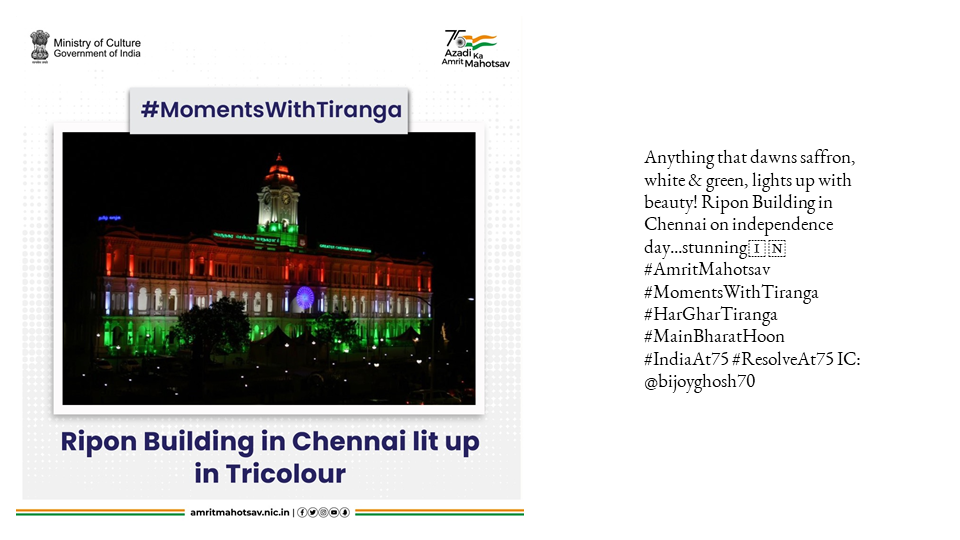 Ministry of Culture
Government of India
75
Azadi
Ka
Amrit Mahotsav
#MomentsWithTiranga
Ripon Building in Chennai lit up
in Tricolour
amritmahotsav.nic.in |
Anything that dawns saffron,
white & green, lights up with
beauty! Ripon Building in
Chennai on independence
day...stunning🇮🇳
#AmritMahotsav
#MomentsWithTiranga
#HarGharTiranga
#MainBharatHoon
#IndiaAt75 #ResolveAt75 IC:
@bijoyghosh70